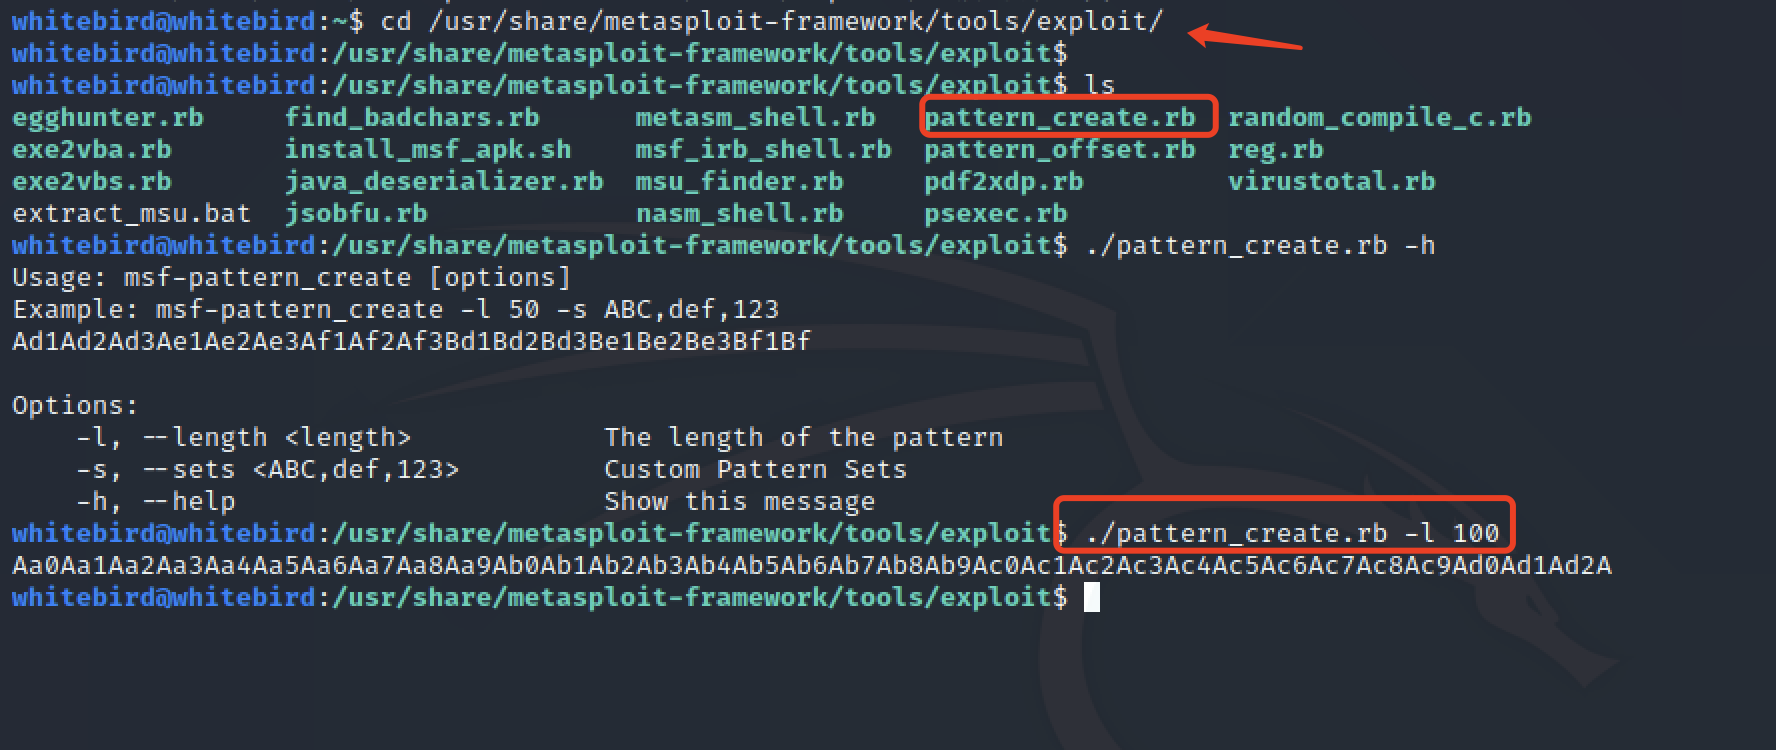 whitebird@whitebird:~$ cd /usr/share/metasploit-framework/tools/exploit/
whitebird@whitebird:/usr/share/metasploit-framework/tools/exploit$
whitebird@whitebird:/usr/share/metasploit-framework/tools/exploit$ ls
egghunter.rb     find_badchars.rb      metasm_shell.rb   pattern_create.rb  random_compile_c.rb
exe2vba.rb       install_msf_apk.sh    msf_irb_shell.rb  pattern_offset.rb  reg.rb
exe2vbs.rb       java_deserializer.rb  msu_finder.rb     pdf2xdp.rb         virustotal.rb
extract_msu.bat  jsobfu.rb             nasm_shell.rb     psexec.rb
whitebird@whitebird:/usr/share/metasploit-framework/tools/exploit$ ./pattern_create.rb -h
Usage: msf-pattern_create [options]
Example: msf-pattern_create -l 50 -s ABC,def,123
Ad1Ad2Ad3Ae1Ae2Ae3Af1Af2Af3Bd1Bd2Bd3Be1Be2Be3Bf1Bf
Options:
    -l, --length <length>            The length of the pattern
    -s, --sets <ABC,def,123>         Custom Pattern Sets
    -h, --help                       Show this message
whitebird@whitebird:/usr/share/metasploit-framework/tools/exploit$ ./pattern_create.rb -l 100
Aa0Aa1Aa2Aa3Aa4Aa5Aa6Aa7Aa8Aa9Ab0Ab1Ab2Ab3Ab4Ab5Ab6Ab7Ab8Ab9Ac0Ac1Ac2Ac3Ac4Ac5Ac6Ac7Ac8Ac9Ad0Ad1Ad2A
whitebird@whitebird:/usr/share/metasploit-framework/tools/exploit$